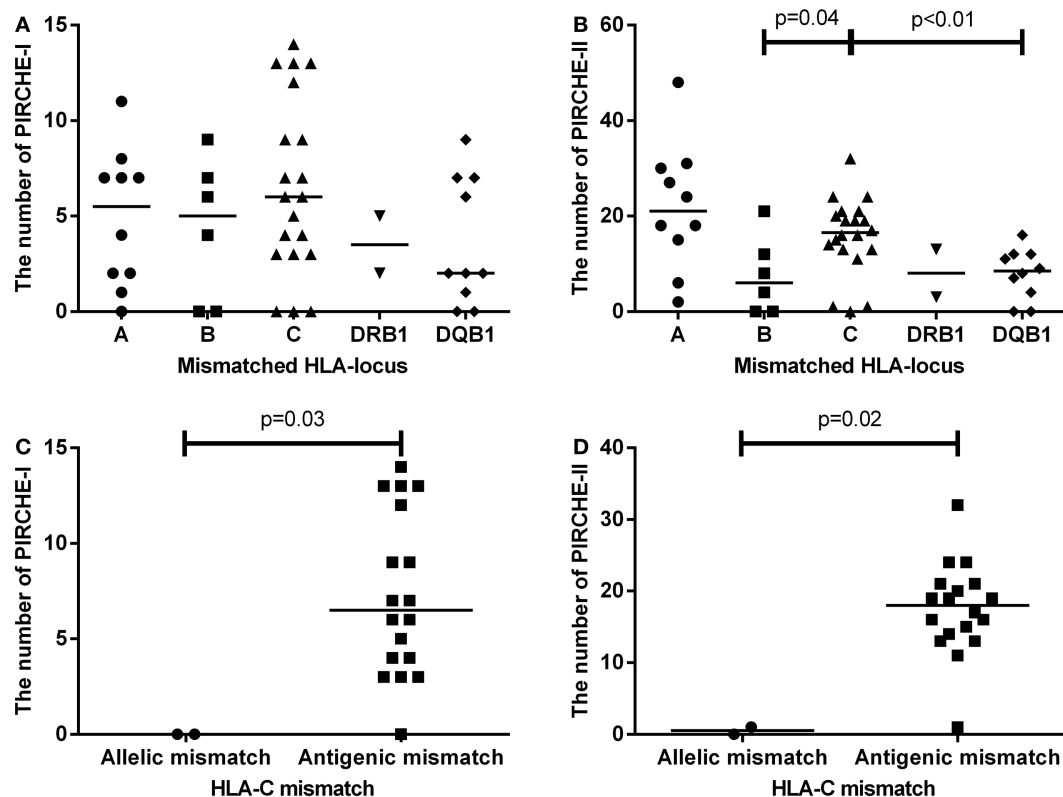 A
The number of PIRCHE-I
15
10
5
0
A B C DRB1 DQB1
Mismatched HLA-locus
B
p=0.04 p<0.01
The number of PIRCHE-II
60
40
20
0
A B C DRB1 DQB1
Mismatched HLA-locus
C
p=0.03
The number of PIRCHE-I
15
10
5
0
Allelic mismatch Antigenic mismatch
HLA-C mismatch
D
p=0.02
The number of PIRCHE-II
40
30
20
10
0
Allelic mismatch Antigenic mismatch
HLA-C mismatch